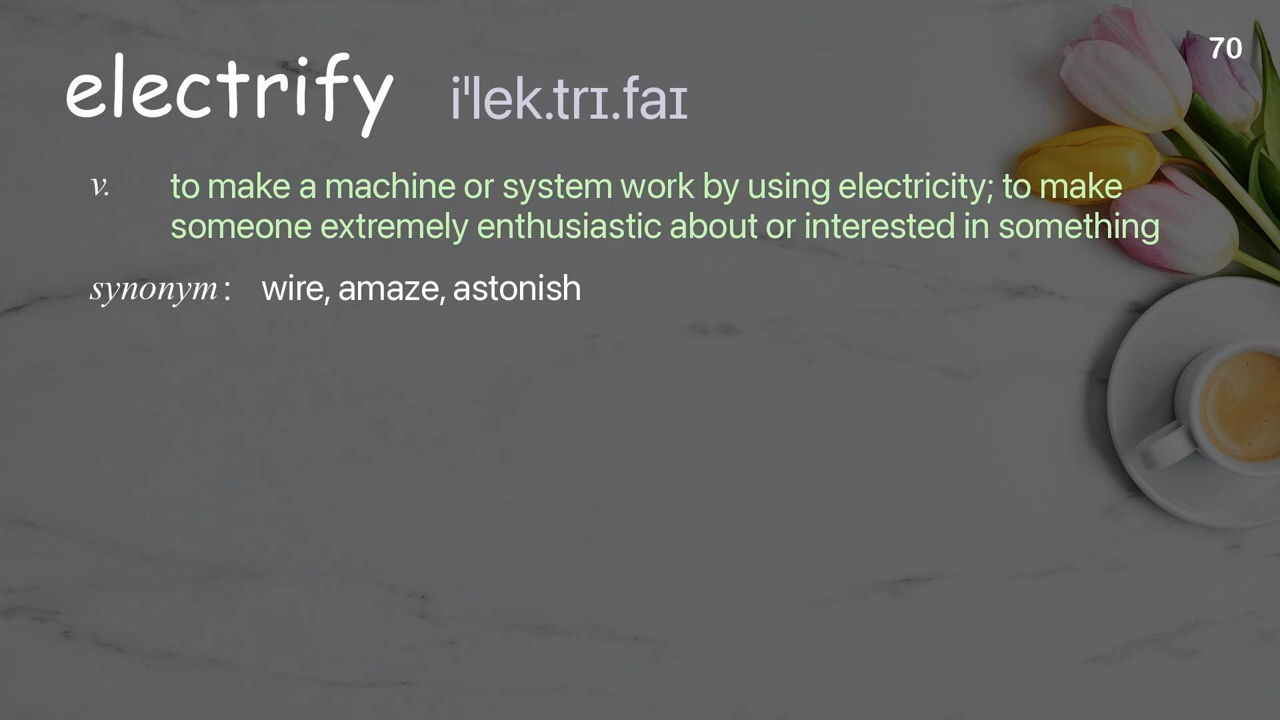 70
electrify iˈlek.trɪ.faɪ
v. to make a machine or system work by using electricity; to make
someone extremely enthusiastic about or interested in something
synonym : wire, amaze, astonish